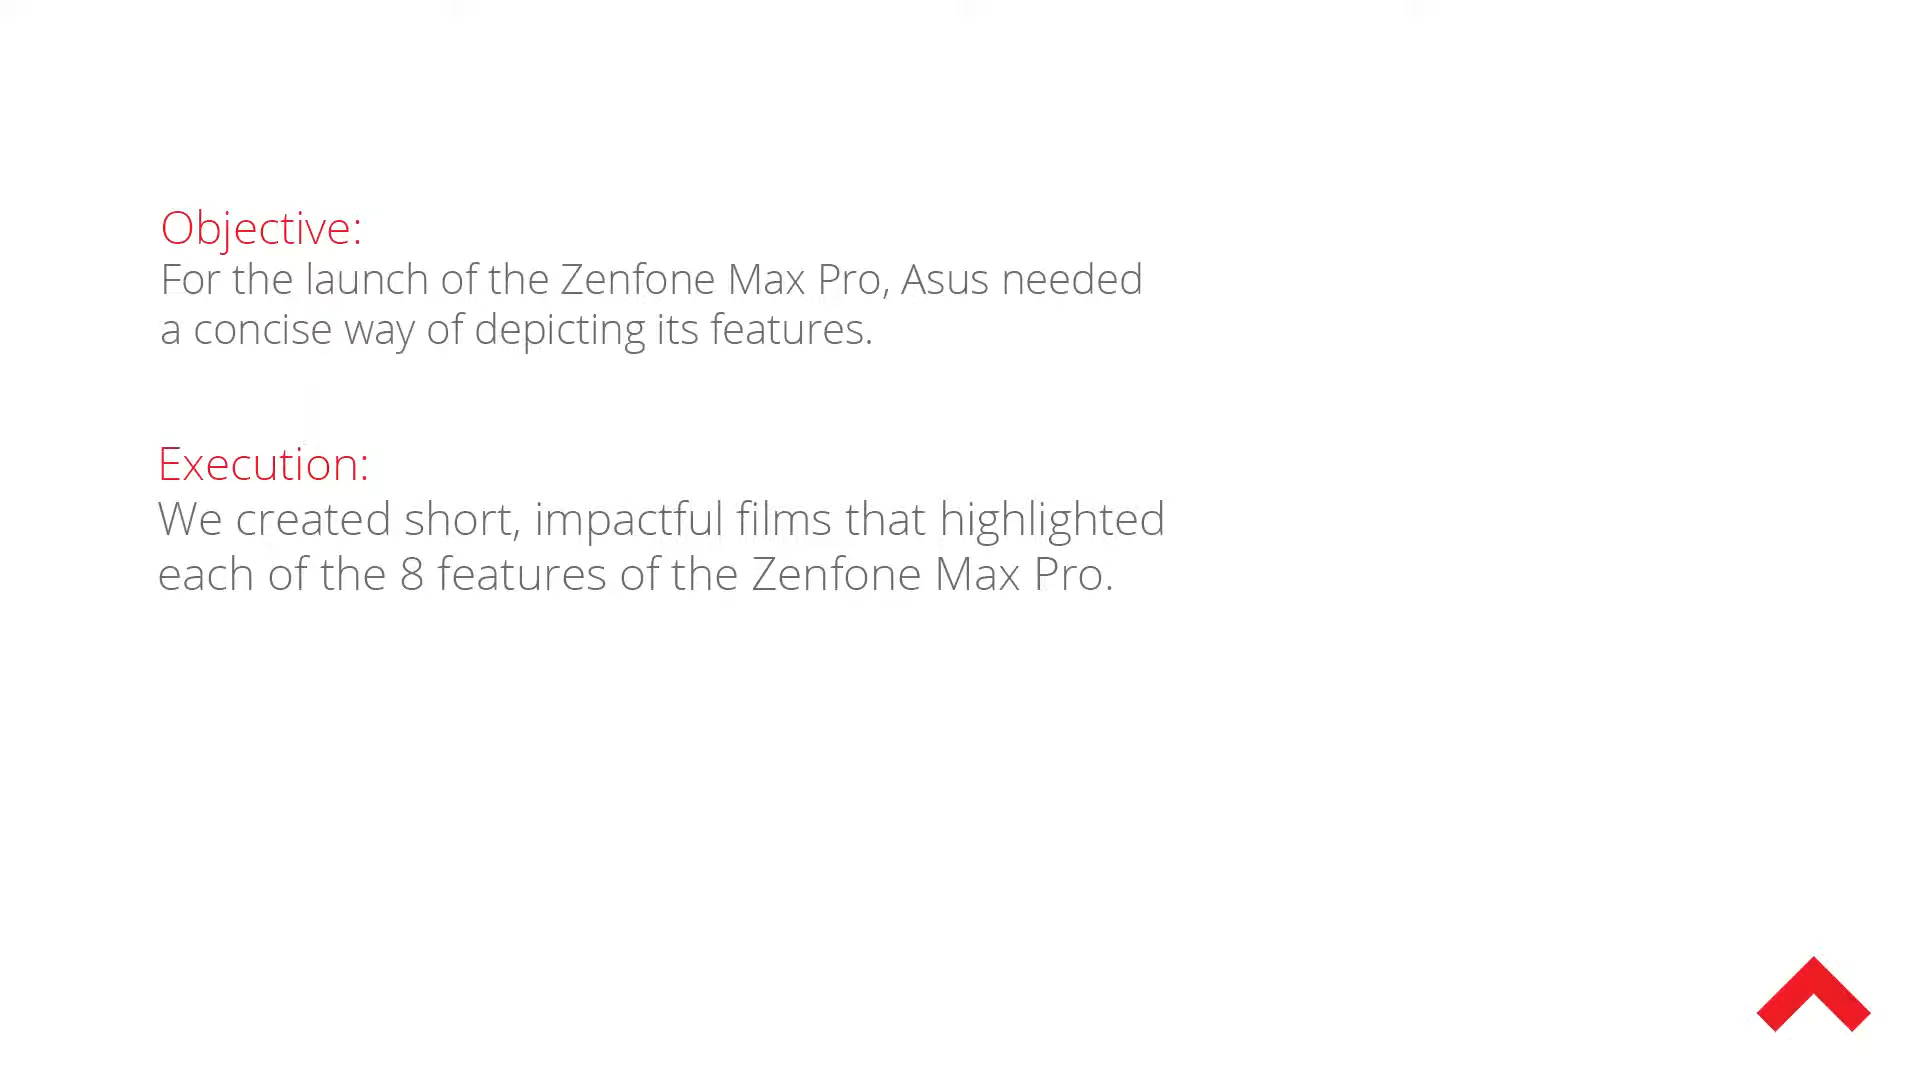 Objective:
For the launch of the Zenfone Max Pro, Asus needed
a concise way of depicting its features.
Execution:
We created short, impactful films that highlighted
each of the 8 features of the Zenfone Max Pro.